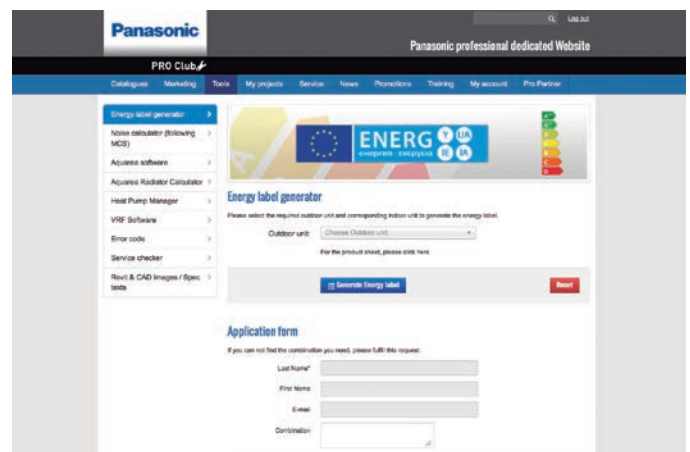 Panasonic
Log out
Panasonic professional dedicated Website
PRO Club
Catalogues Marketing Tools My projects Service News Promotions Training My account Pro Partner
Energy label generator
Noise calculator (following MCS)
Aquarea software
Aquarea Radiator Calculator
Heat Pump Manager
VRF Software
Error code
Service checker
Revit & CAD Images / Spec texts
ENERG Y UA
енергия · ενεργεια IE IA
Energy label generator
Please select the required outdoor unit and corresponding indoor unit to generate the energy label.
Outdoor unit: Choose Outdoor unit
For the product sheet, please click here
Generate Energy label
Reset
Application form
If you can not find the combination you need, please fulfil this request:
Last Name*
First Name
E-mail
Combination